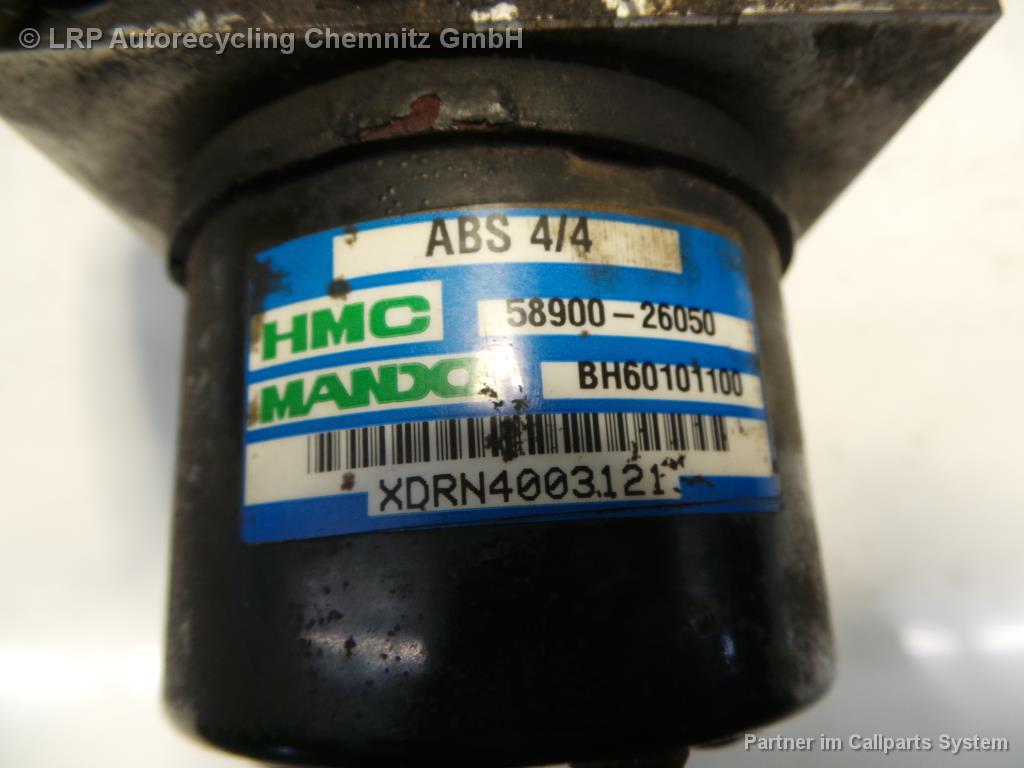 © LRP Autorecycling Chemnitz GmbH
ABS 4/4
HMC 58900-26050
MANDO BH60101100
XDRN4003121
Partner im Callparts System